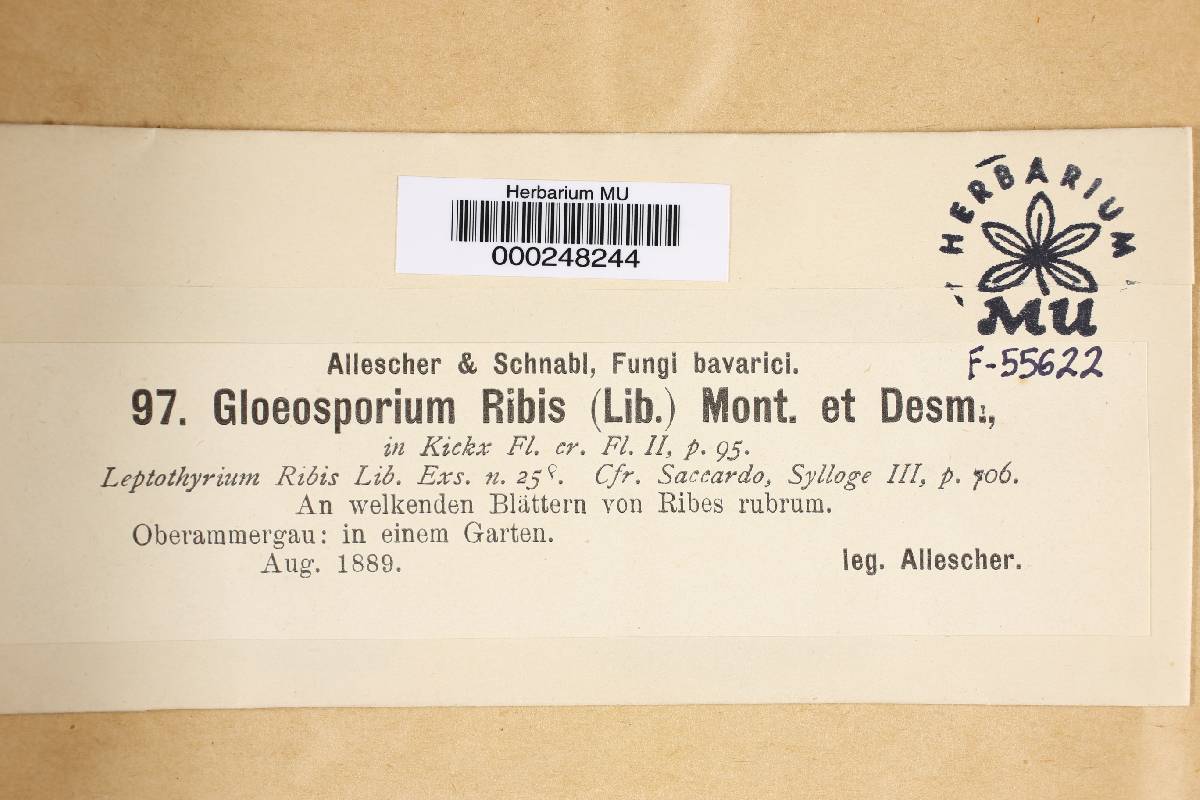 Herbarium MU
000248244
HERBARIUM
MU
F-55622
Allescher & Schnabl, Fungi bavarici.
97. Gloeosporium Ribis (Lib.) Mont. et Desm.,
in Kickx Fl. cr. Fl. II, p. 95.
Leptothyrium Ribis Lib. Exs. n. 258. Cfr. Saccardo, Sylloge III, p. 706.
An welkenden Blättern von Ribes rubrum.
Oberammergau: in einem Garten.
Aug. 1889.
leg. Allescher.